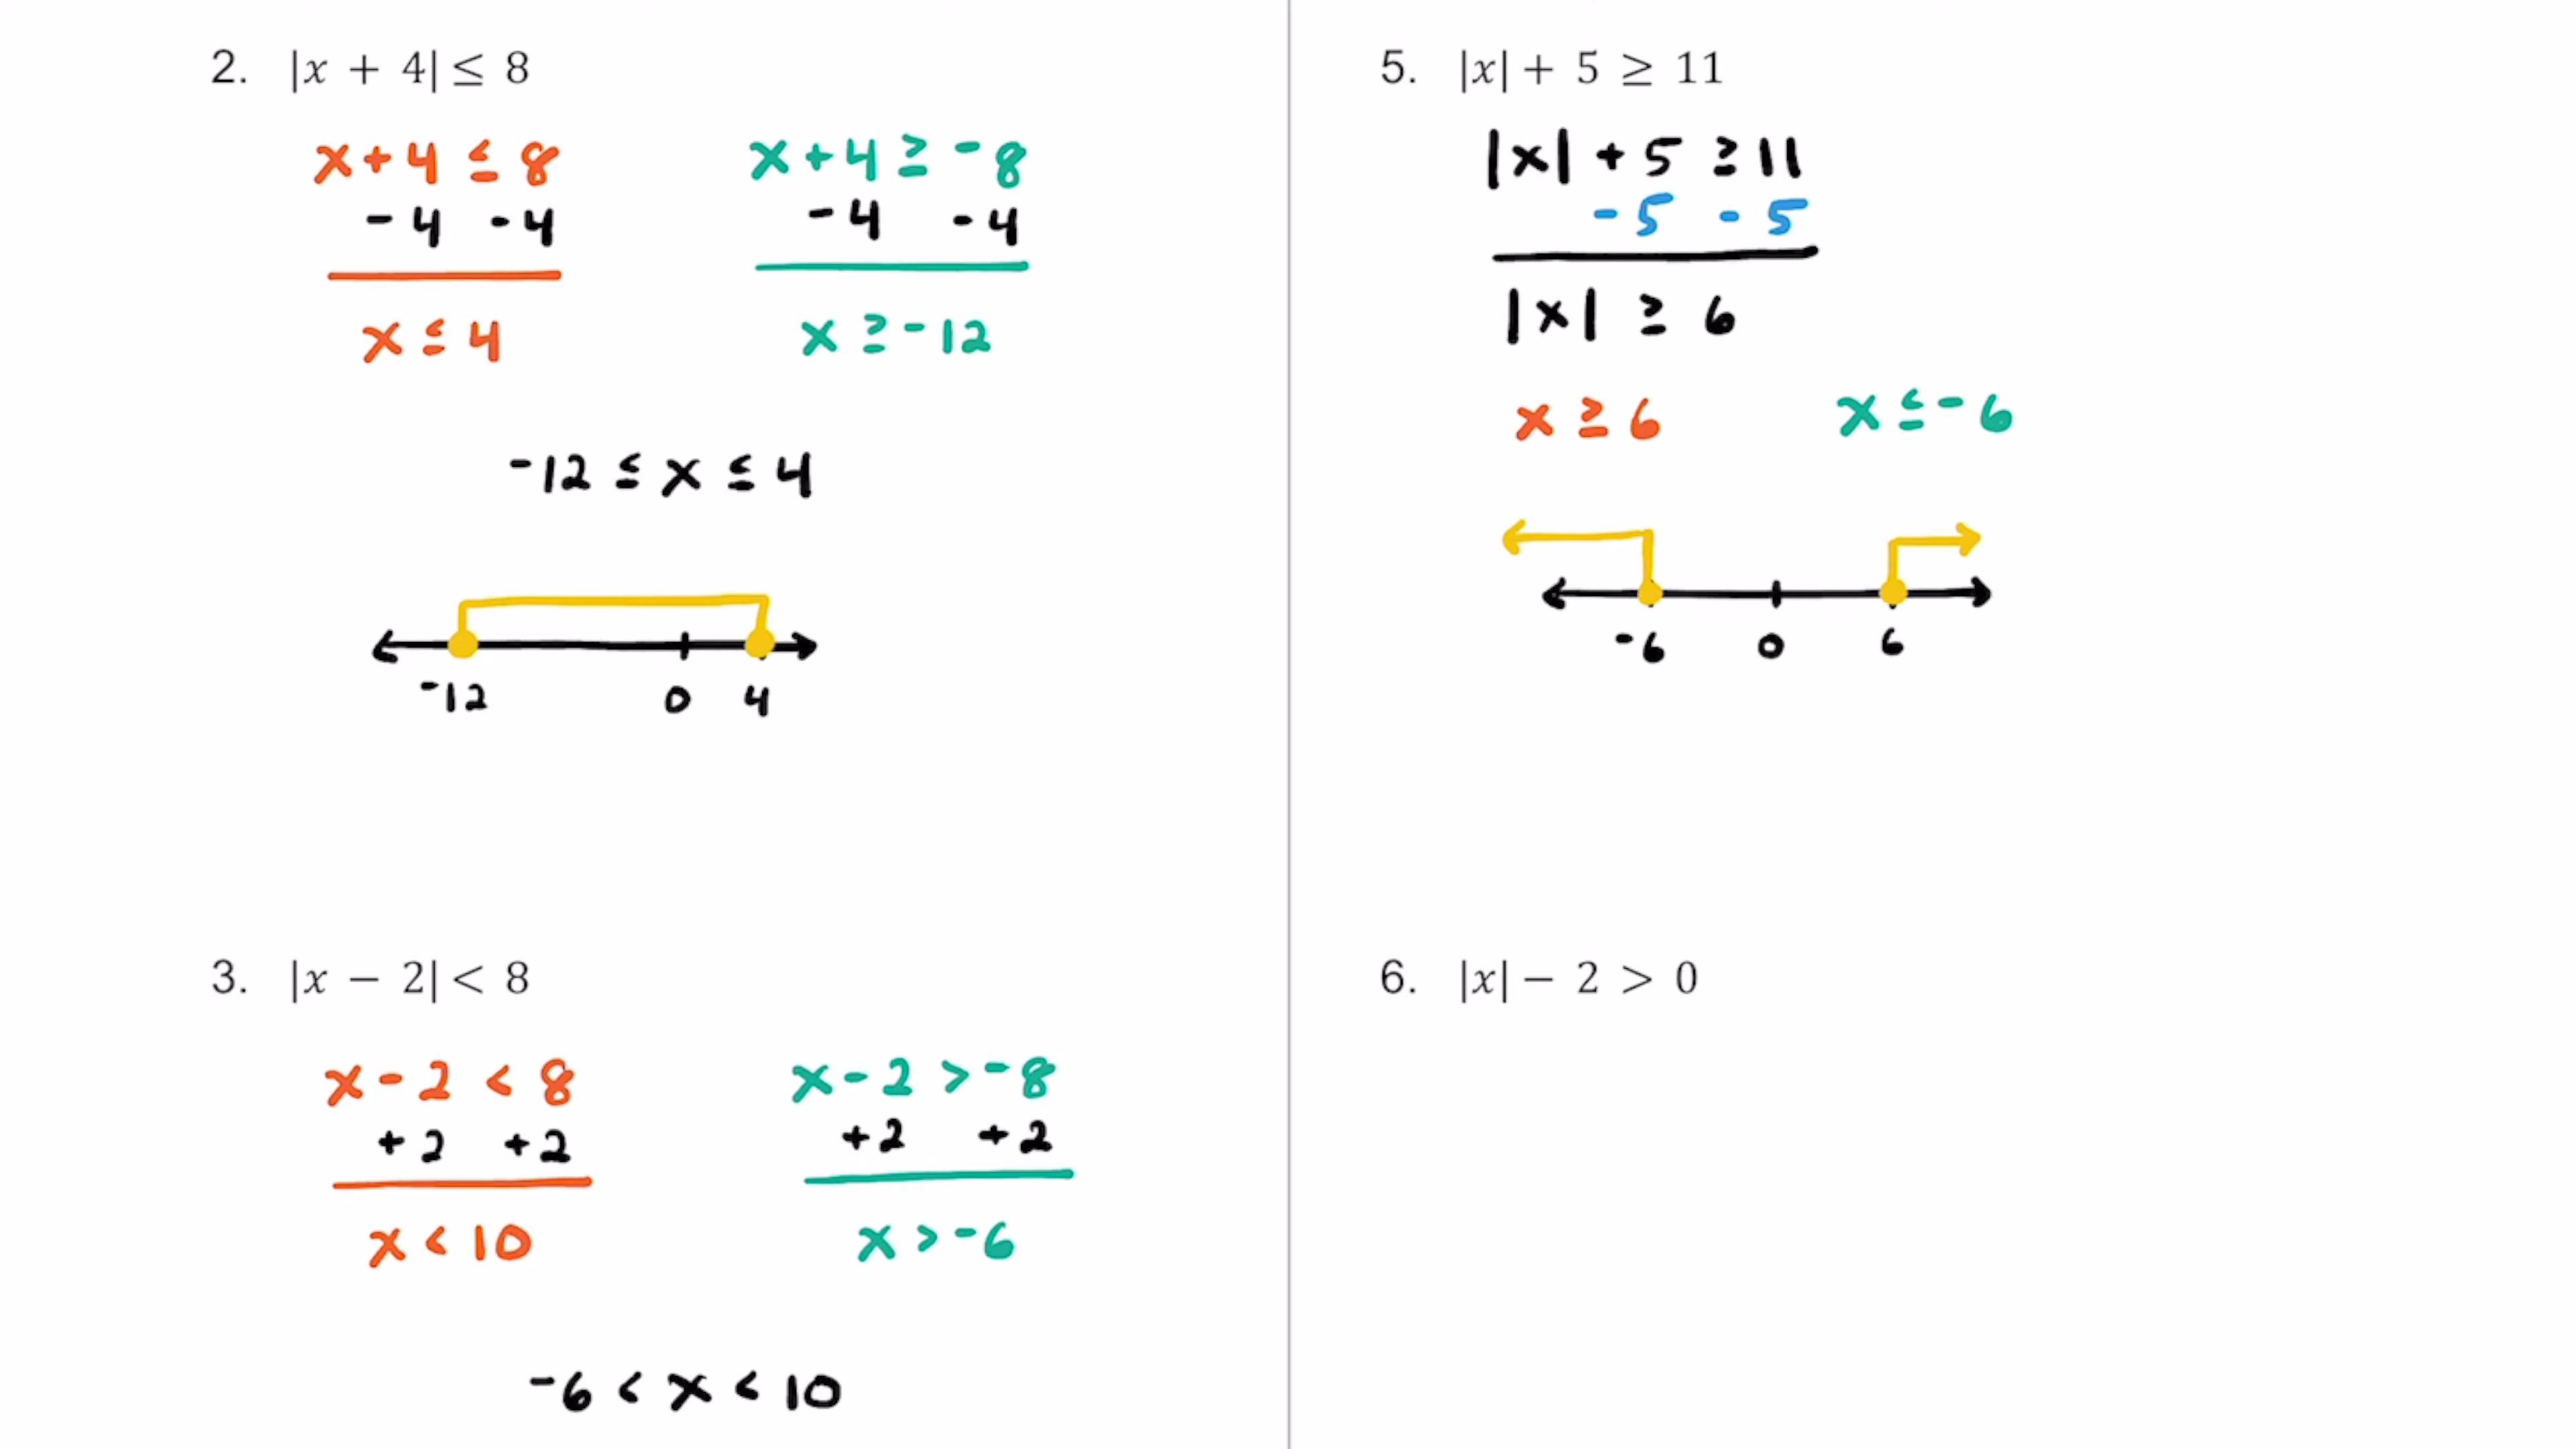 2. |x + 4| ≤ 8
x + 4 ≤ 8
x + 4 ≥ -8
- 4 - 4
- 4 - 4
x ≤ 4
x ≥ -12
-12 ≤ x ≤ 4
-12 0 4
3. |x − 2| < 8
x - 2 < 8
x - 2 > -8
+ 2 + 2
+ 2 + 2
x < 10
x > -6
-6 < x < 10
5. |x| + 5 ≥ 11
|x| + 5 ≥ 11
- 5 - 5
|x| ≥ 6
x ≥ 6
x ≤ -6
-6 0 6
6. |x| − 2 > 0